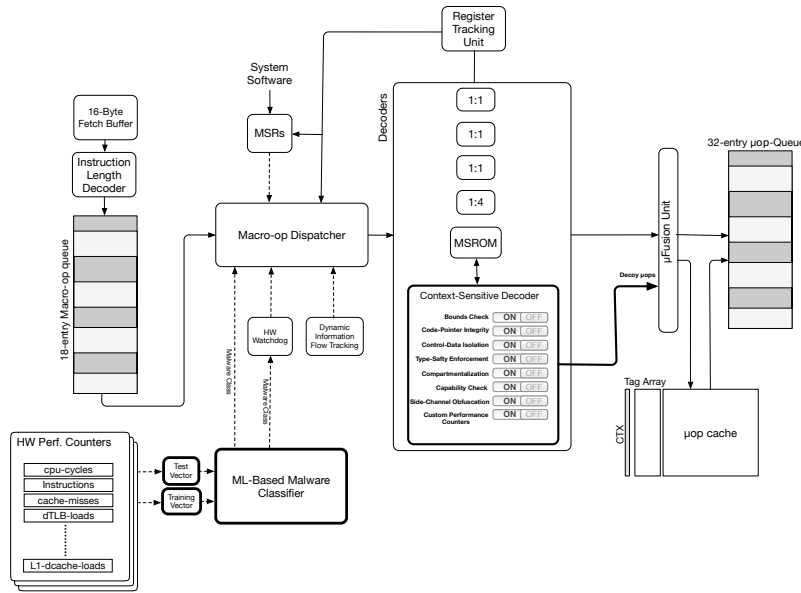 Register
Tracking
Unit
System
Software
16-Byte
Fetch Buffer
MSRs
Instruction
Length
Decoder
18-entry Macro-op queue
Macro-op Dispatcher
Decoders
1:1
1:1
1:1
1:4
MSROM
Context-Sensitive Decoder
Bounds Check ON OFF
Code-Pointer Integrity ON OFF
Control-Data Isolation ON OFF
Type-Safty Enforcement ON OFF
Compartmentalization ON OFF
Capability Check ON OFF
Side-Channel Obfuscation ON OFF
Custom Performance ON OFF
Counters
32-entry µop-Queue
µFusion Unit
Decoy µops
Tag Array
CTX
µop cache
HW
Watchdog
Dynamic
Information
Flow Tracking
Malware Class
Malware Class
HW Perf. Counters
cpu-cycles
Instructions
cache-misses
dTLB-loads
L1-dcache-loads
Test
Vector
Training
Vector
ML-Based Malware
Classifier